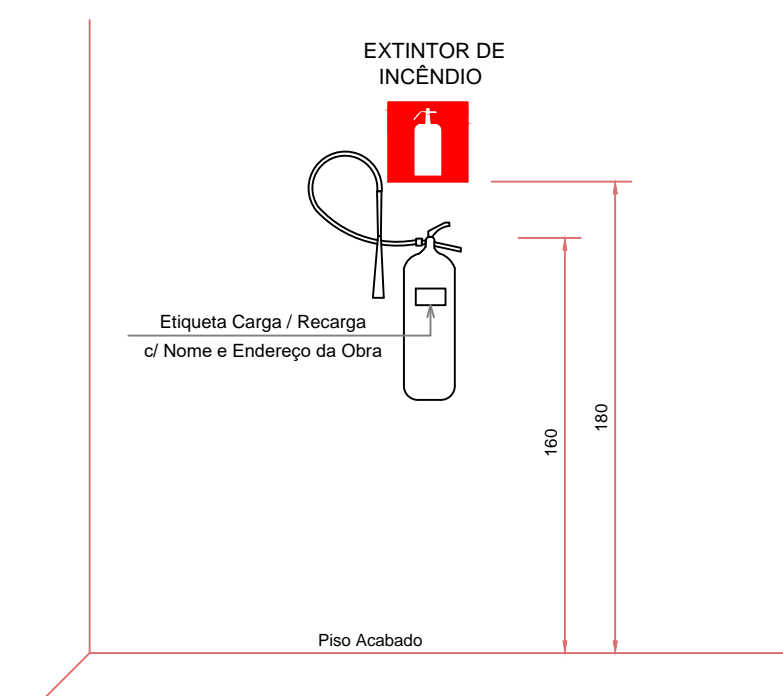 EXTINTOR DE
INCÊNDIO
Etiqueta Carga / Recarga
c/ Nome e Endereço da Obra
160
180
Piso Acabado